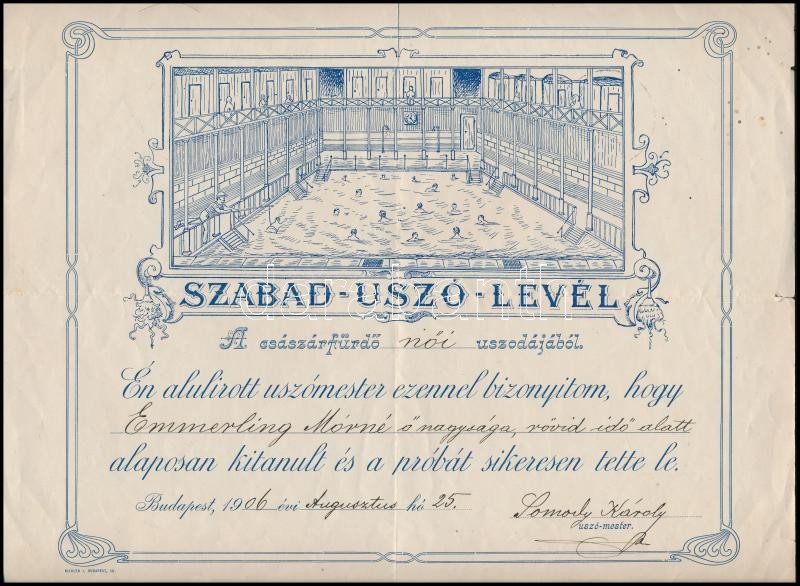 SZABAD-USZÓ-LEVÉL
A császárfürdő női uszodájából.
Én alulirott uszómester ezennel bizonyitom, hogy
Emmerling Mórné ő nagysága, rövid idő alatt
alaposan kitanult és a próbát sikeresen tette le.
Budapest, 1906 évi Augusztus hó 25.
Somody Károly
uszó-mester.